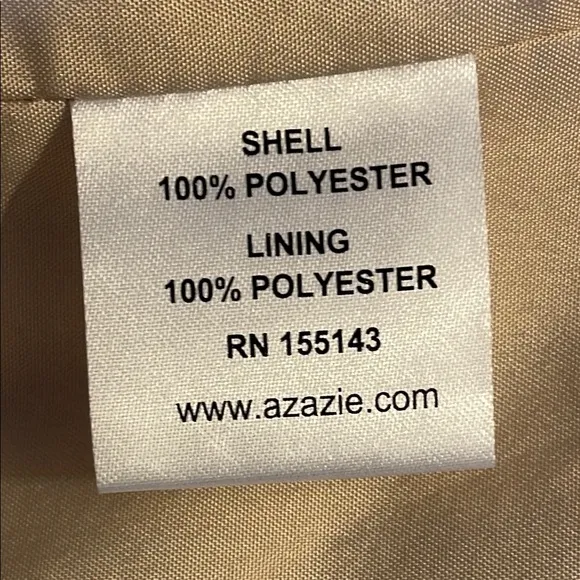 SHELL
100% POLYESTER
LINING
100% POLYESTER
RN 155143
www.azazie.com